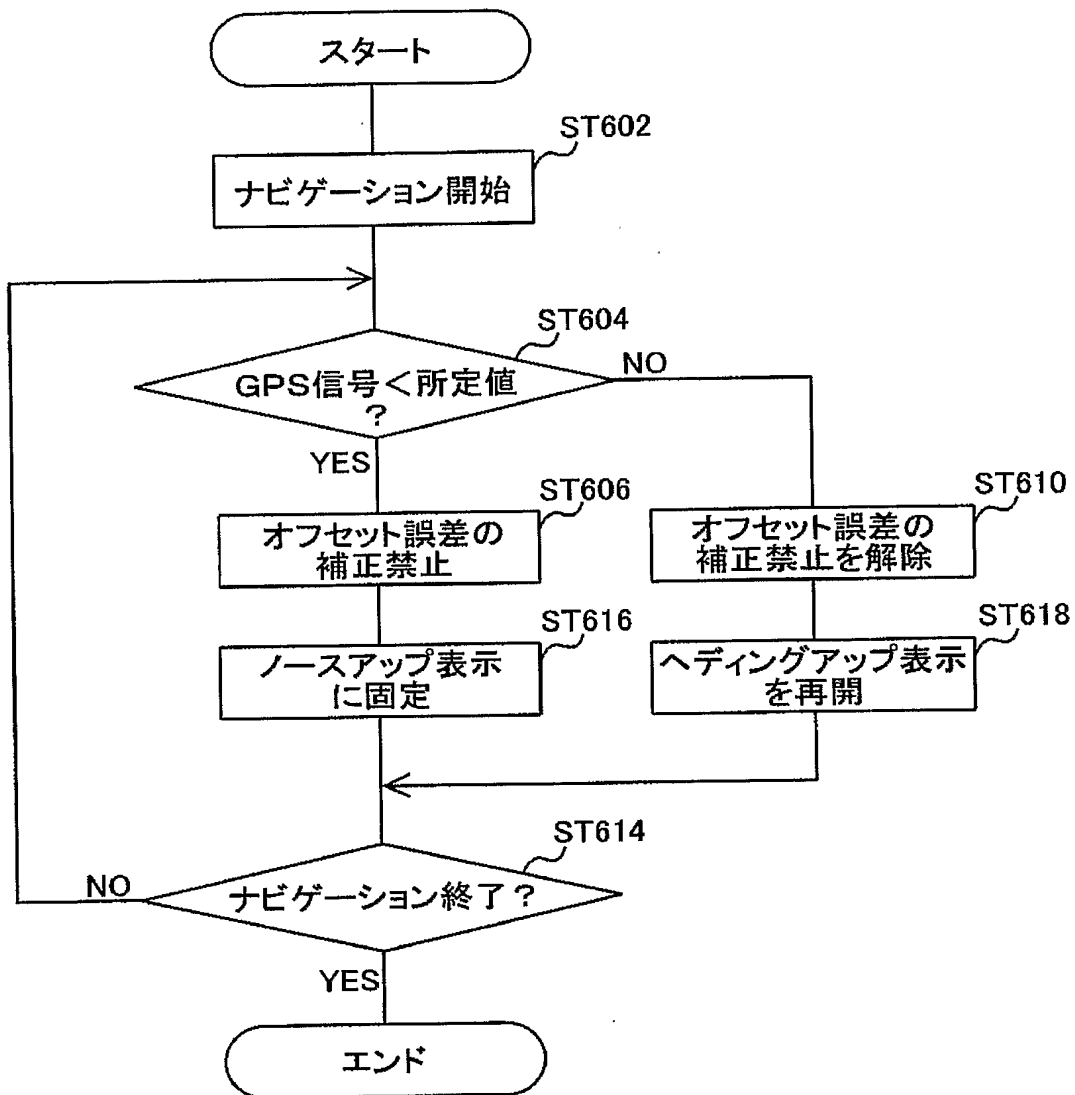 スタート
ST602
ナビゲーション開始
ST604
GPS信号<所定値
?
NO
YES
ST606
オフセット誤差の
補正禁止
ST610
オフセット誤差の
補正禁止を解除
ST616
ノースアップ表示
に固定
ST618
ヘディングアップ表示
を再開
ST614
ナビゲーション終了?
NO
YES
エンド